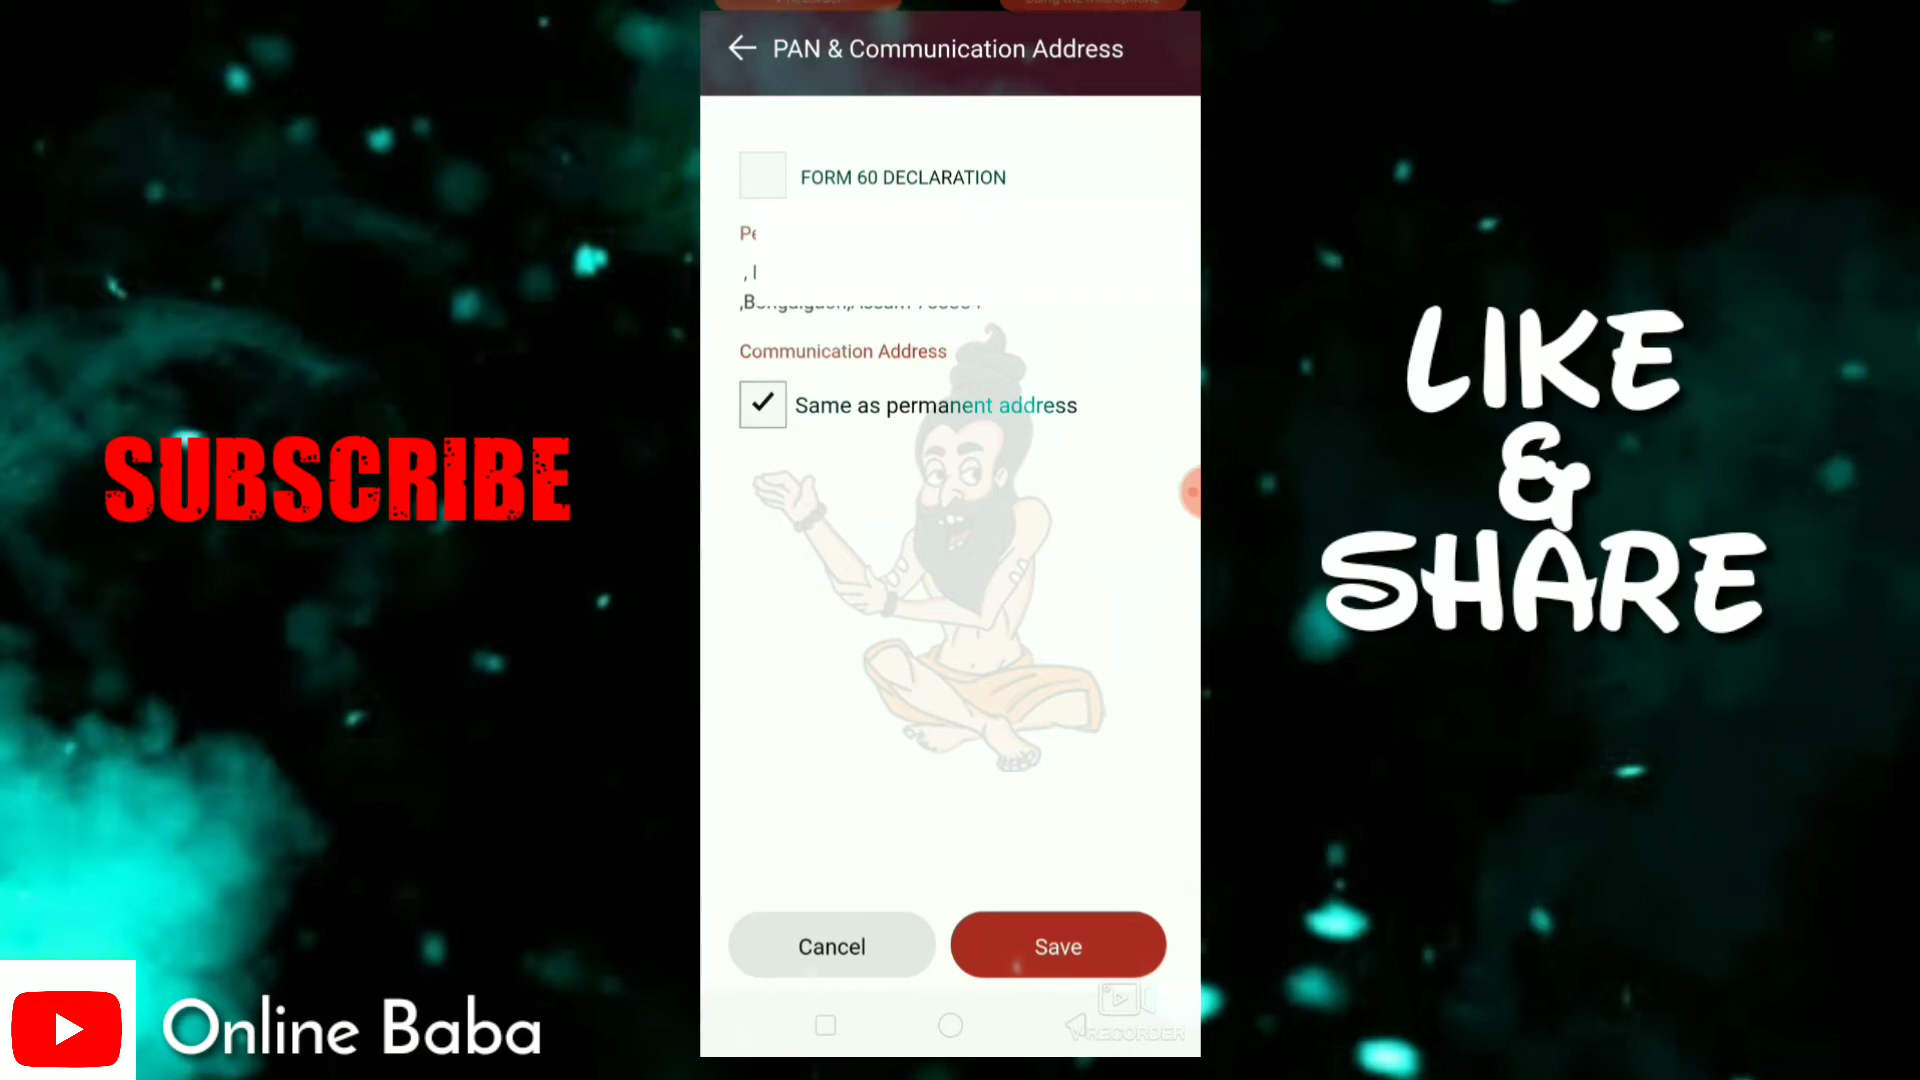 PAN & Communication Address
FORM 60 DECLARATION
Communication Address
Same as permanent address
Cancel
Save
V RECORDER
SUBSCRIBE
LIKE
&
SHARE
Online Baba